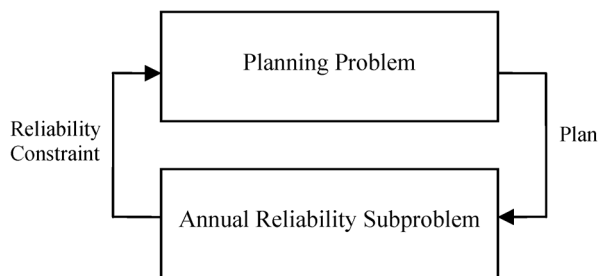 Planning Problem
Reliability
Constraint
Plan
Annual Reliability Subproblem